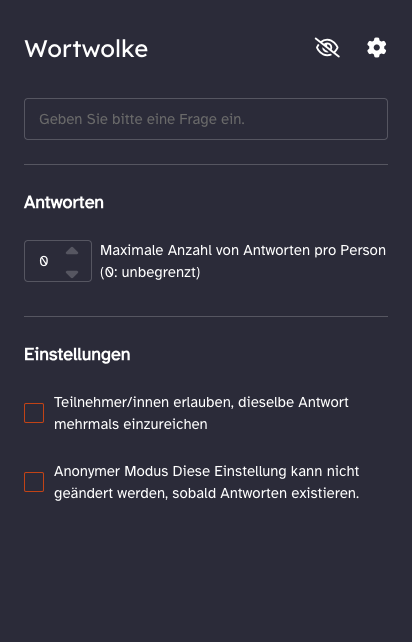 Wortwolke
Geben Sie bitte eine Frage ein.
Antworten
0
Maximale Anzahl von Antworten pro Person
(0: unbegrenzt)
Einstellungen
Teilnehmer/innen erlauben, dieselbe Antwort
mehrmals einzureichen
Anonymer Modus Diese Einstellung kann nicht
geändert werden, sobald Antworten existieren.